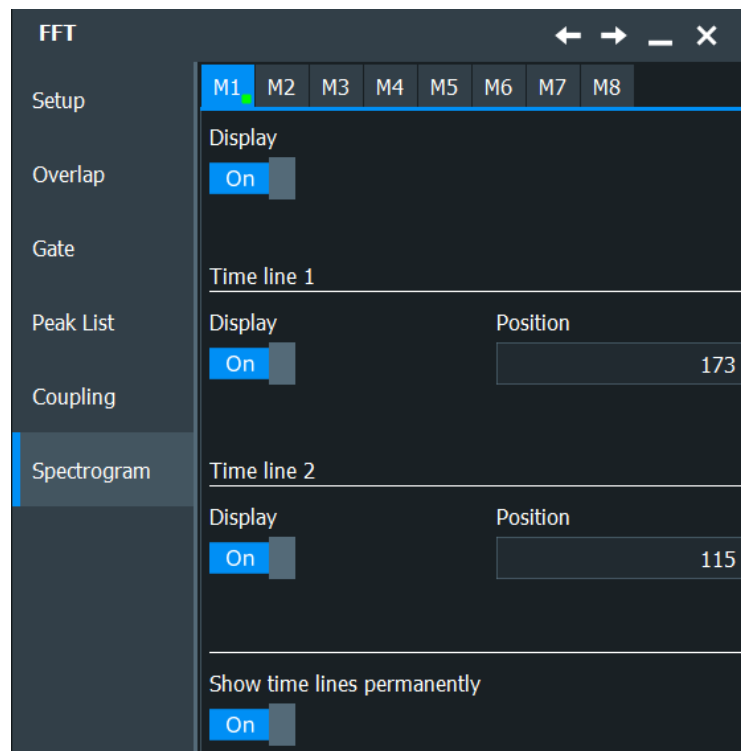 FFT
Setup
Overlap
Gate
Peak List
Coupling
Spectrogram
M1 M2 M3 M4 M5 M6 M7 M8
Display
On
Time line 1
Display Position
On 173
Time line 2
Display Position
On 115
Show time lines permanently
On